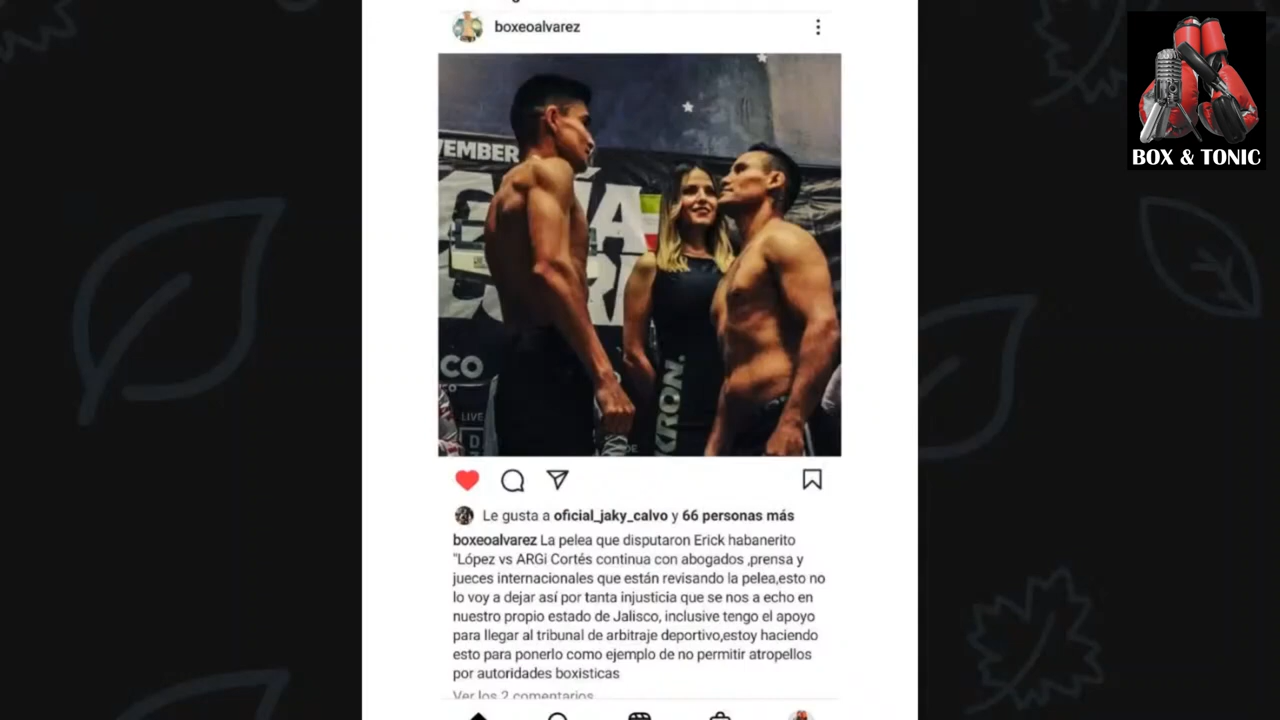 boxeoalvarez
BOX & TONIC
VEMBER
CO
LIVE
KRON.
Le gusta a oficial_jaky_calvo y 66 personas más
boxeoalvarez La pelea que disputaron Erick habanerito
"López vs ARGi Cortés continua con abogados ,prensa y
jueces internacionales que están revisando la pelea,esto no
lo voy a dejar así por tanta injusticia que se nos a echo en
nuestro propio estado de Jalisco, inclusive tengo el apoyo
para llegar al tribunal de arbitraje deportivo,estoy haciendo
esto para ponerlo como ejemplo de no permitir atropellos
por autoridades boxisticas
Ver los 2 comentarios